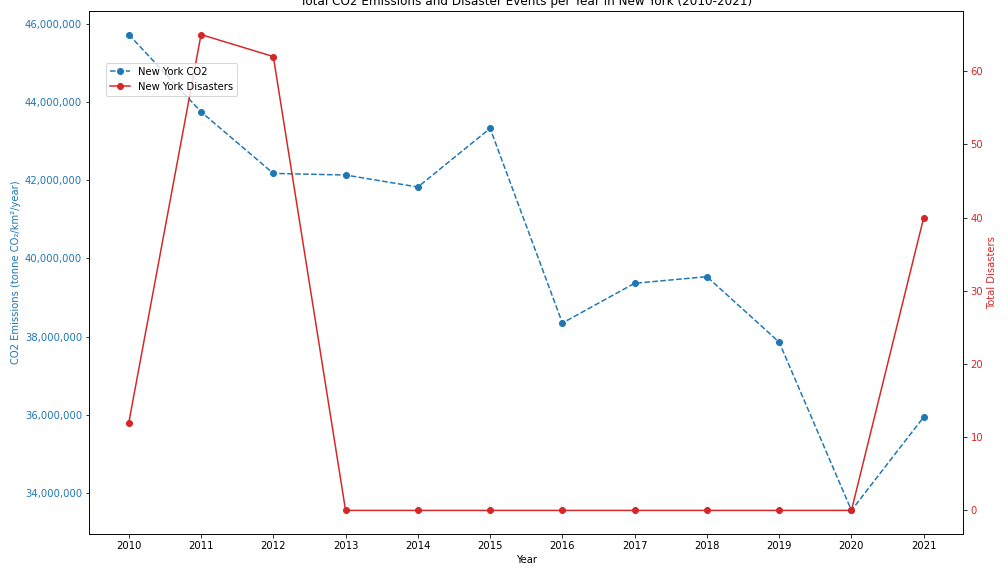 Total CO2 Emissions and Disaster Events per Year in New York (2010-2021)
46,000,000
44,000,000
42,000,000
40,000,000
38,000,000
36,000,000
34,000,000
CO2 Emissions (tonne CO₂/km²/year)
New York CO2
New York Disasters
60
50
40
30
20
10
0
Total Disasters
2010 2011 2012 2013 2014 2015 2016 2017 2018 2019 2020 2021
Year